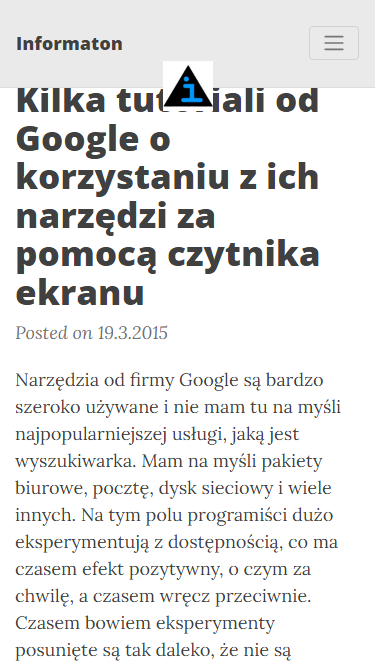 Informaton
Kilka tutoriali od
Google o
korzystaniu z ich
narzędzi za
pomocą czytnika
ekranu
Posted on 19.3.2015
Narzędzia od firmy Google są bardzo
szeroko używane i nie mam tu na myśli
najpopularniejszej usługi, jaką jest
wyszukiwarka. Mam na myśli pakiety
biurowe, pocztę, dysk sieciowy i wiele
innych. Na tym polu programiści dużo
eksperymentują z dostępnością, co ma
czasem efekt pozytywny, o czym za
chwilę, a czasem wręcz przeciwnie.
Czasem bowiem eksperymenty
posunięte są tak daleko, że nie są